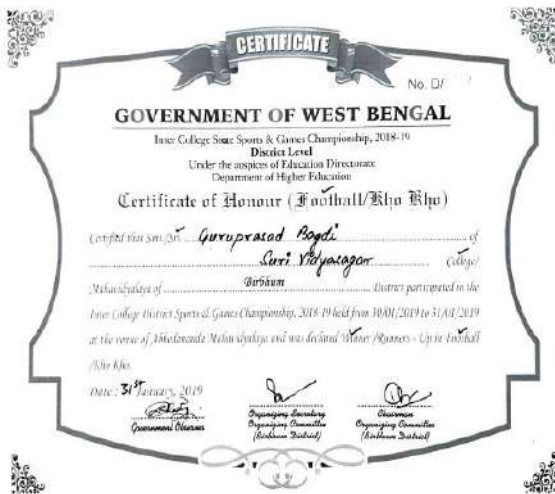 CERTIFICATE
No. D/
GOVERNMENT OF WEST BENGAL
Inter College State Sports & Games Championship, 2018-19
District Level
Under the auspices of Education Directorate
Department of Higher Education
Certificate of Honour (Football/Kho Kho)
Certified that Sm./Sri. Guruprasad Bagdi of
Suri Vidyasagar College/
Mahavidyalaya of Birbhum District participated in the
Inter College District Sports & Games Championship, 2018-19 held from 30/01/2019 to 31/01/2019
at the venue of Abhedananda Mahavidyalaya and was declared Winner/Runners - Up in Football
/Kho Kho.
Date: 31st January, 2019
Government Observer
Organizing Secretary
Organizing Committee
(Birbhum District)
Chairman
Organizing Committee
(Birbhum District)